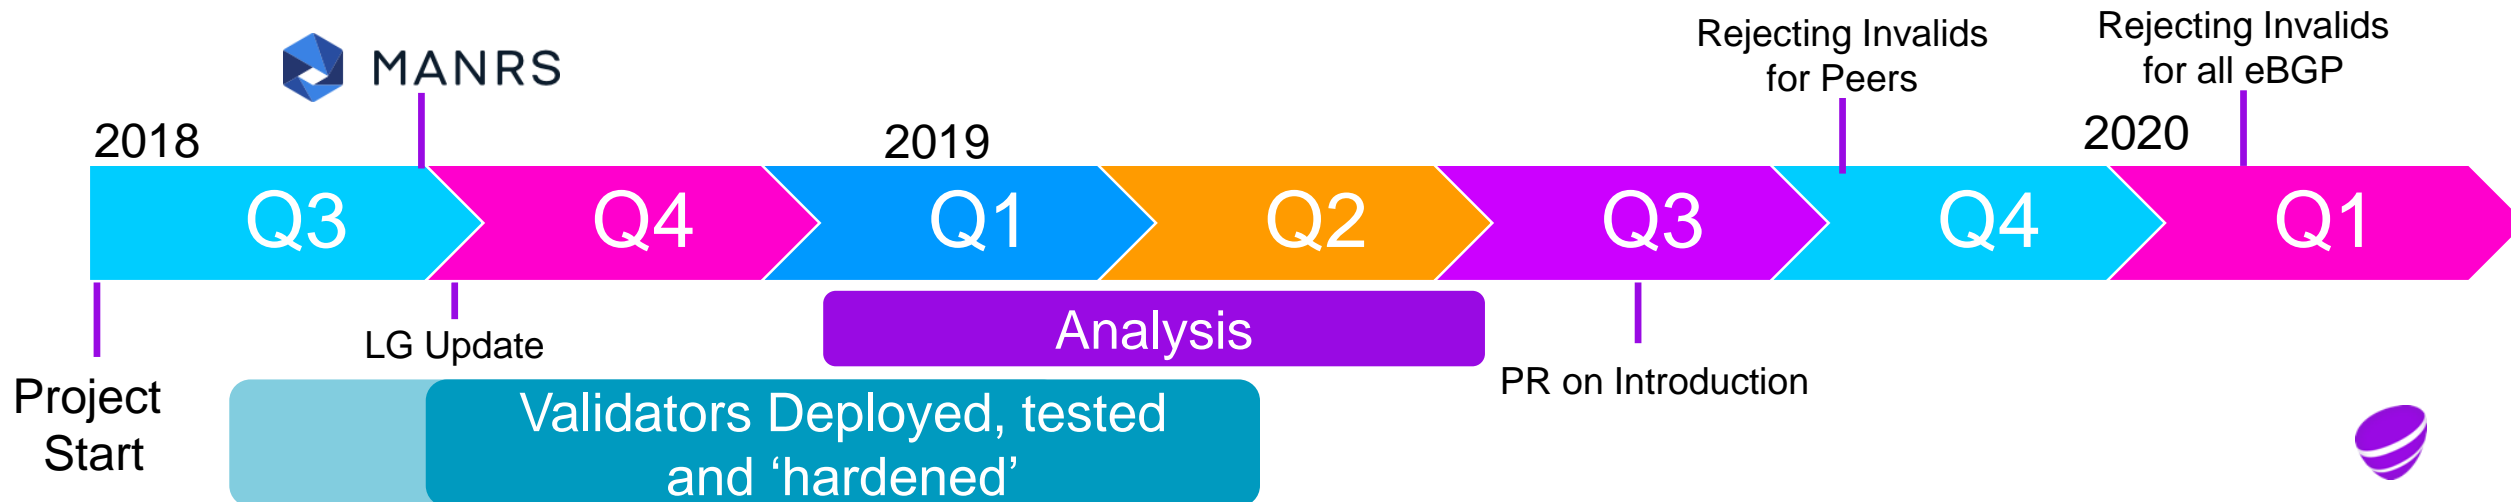 MANRS
Rejecting Invalids
for Peers
Rejecting Invalids
for all eBGP
2018
2019
2020
Q3
Q4
Q1
Q2
Q3
Q4
Q1
LG Update
Analysis
PR on Introduction
Project
Start
Validators Deployed, tested
and ‘hardened’